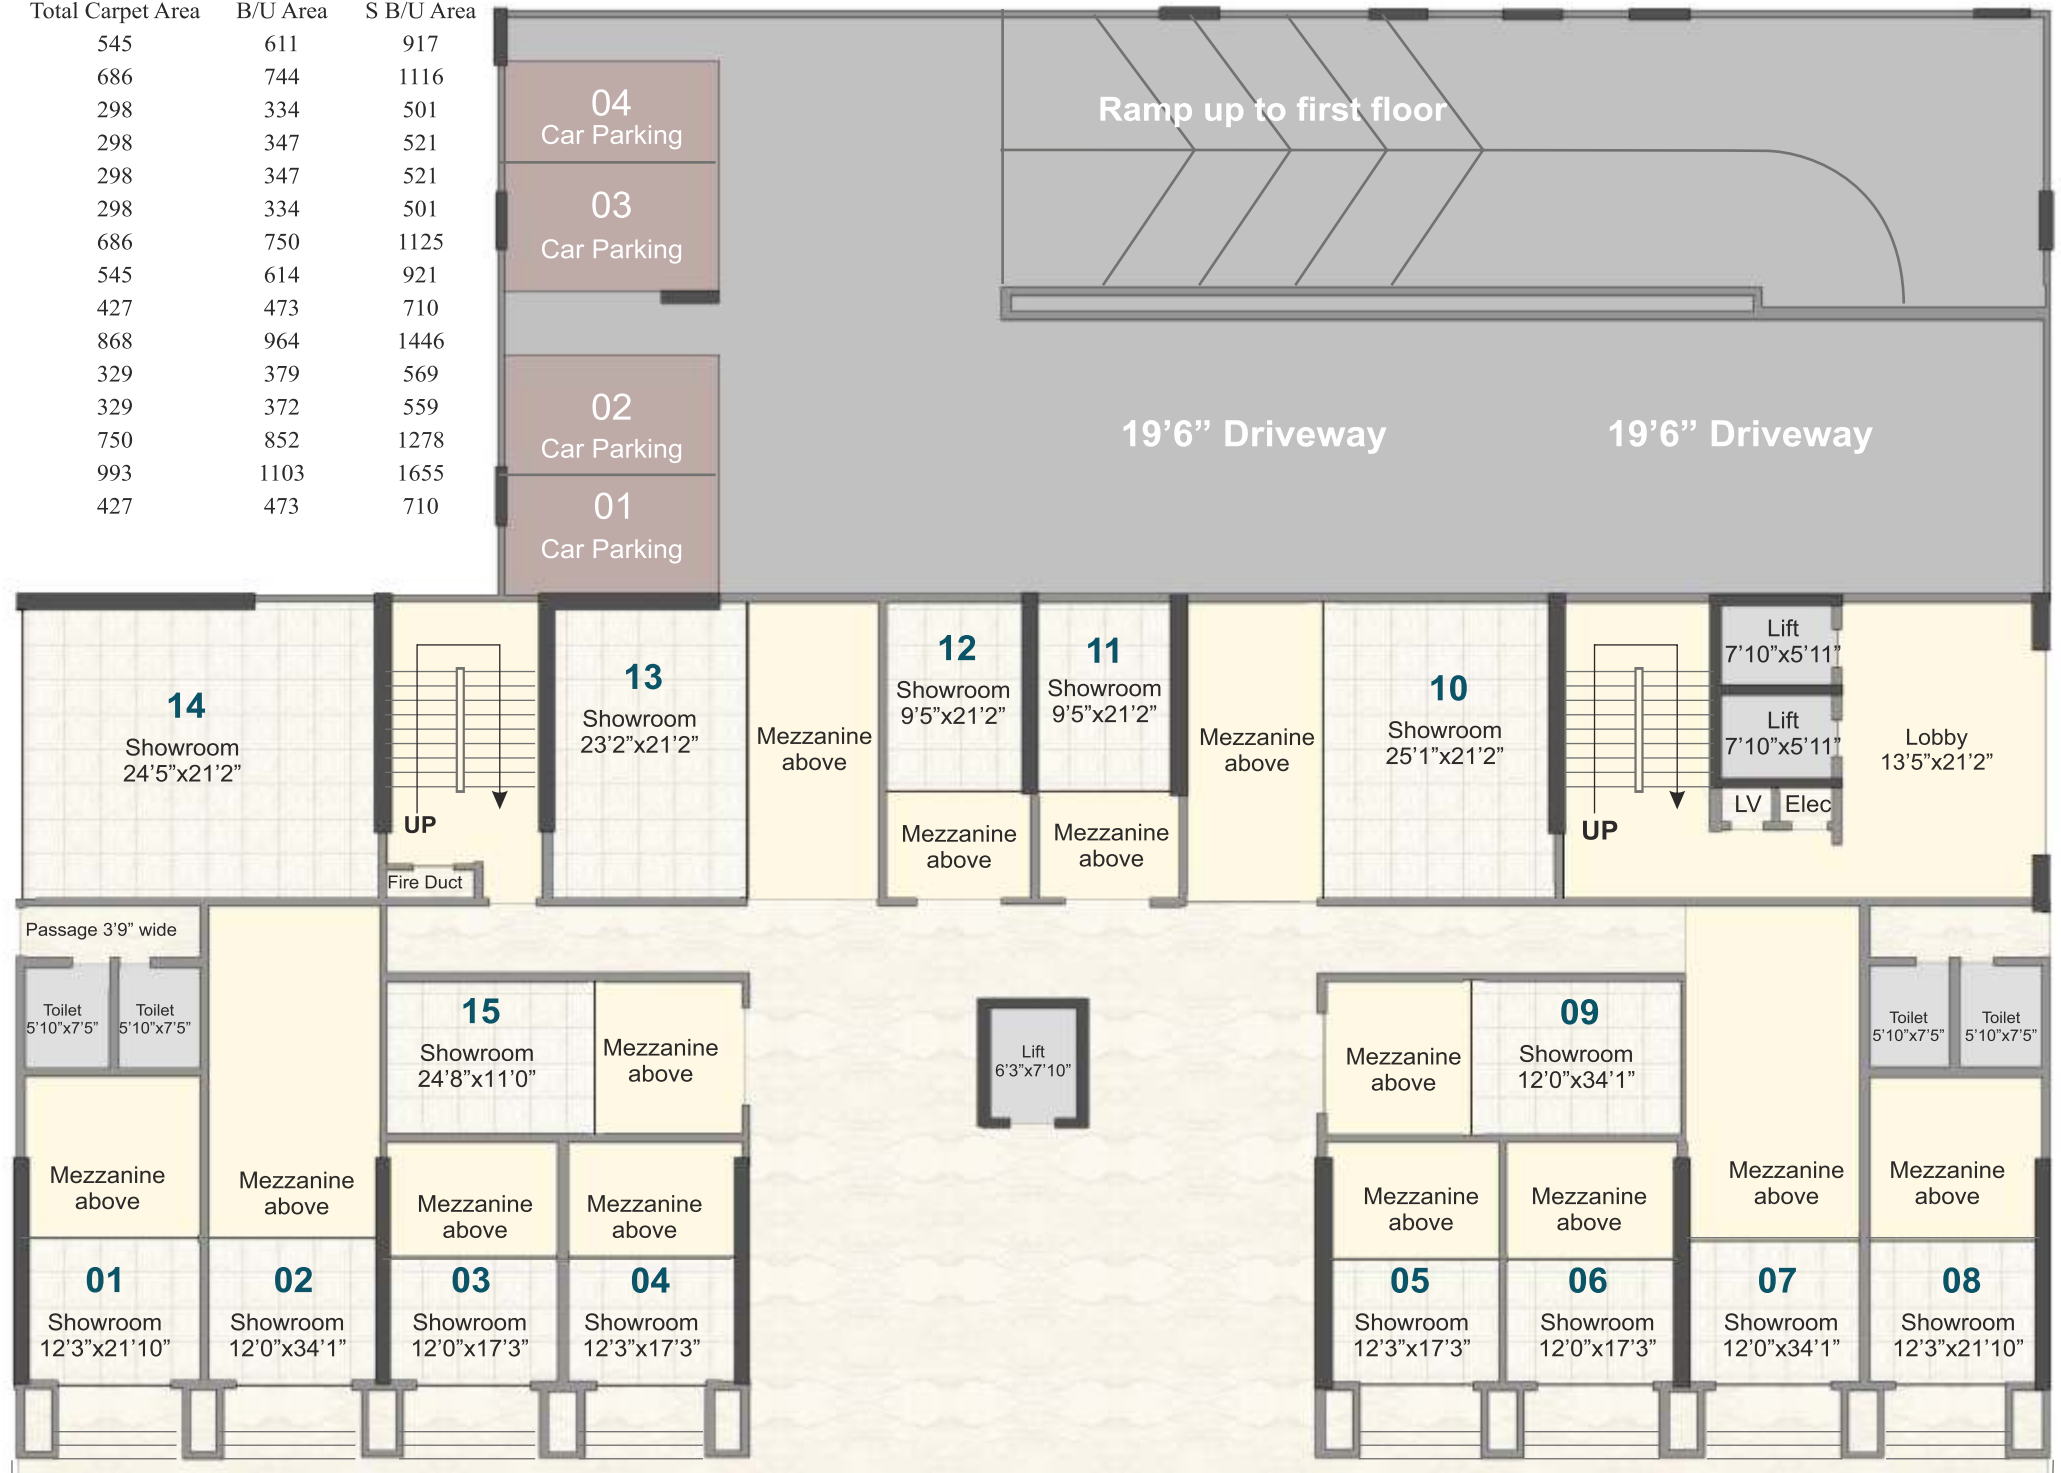 Total Carpet Area B/U Area S B/U Area
545 611 917
686 744 1116
298 334 501
298 347 521
298 347 521
298 334 501
686 750 1125
545 614 921
427 473 710
868 964 1446
329 379 569
329 372 559
750 852 1278
993 1103 1655
427 473 710
04
Car Parking
03
Car Parking
02
Car Parking
01
Car Parking
Ramp up to first floor
19’6” Driveway
19’6” Driveway
14
Showroom
24’5”x21’2”
UP
Fire Duct
13
Showroom
23’2”x21’2”
Mezzanine
above
12
Showroom
9’5”x21’2”
Mezzanine
above
11
Showroom
9’5”x21’2”
Mezzanine
above
Mezzanine
above
10
Showroom
25’1”x21’2”
UP
Lift
7’10”x5’11”
Lift
7’10”x5’11”
LV
Elec
Lobby
13’5”x21’2”
Passage 3’9” wide
Toilet
5’10”x7’5”
Toilet
5’10”x7’5”
15
Showroom
24’8”x11’0”
Mezzanine
above
Lift
6’3”x7’10”
Mezzanine
above
09
Showroom
12’0”x34’1”
Toilet
5’10”x7’5”
Toilet
5’10”x7’5”
Mezzanine
above
Mezzanine
above
Mezzanine
above
Mezzanine
above
Mezzanine
above
Mezzanine
above
Mezzanine
above
Mezzanine
above
01
Showroom
12’3”x21’10”
02
Showroom
12’0”x34’1”
03
Showroom
12’0”x17’3”
04
Showroom
12’3”x17’3”
05
Showroom
12’3”x17’3”
06
Showroom
12’0”x17’3”
07
Showroom
12’0”x34’1”
08
Showroom
12’3”x21’10”